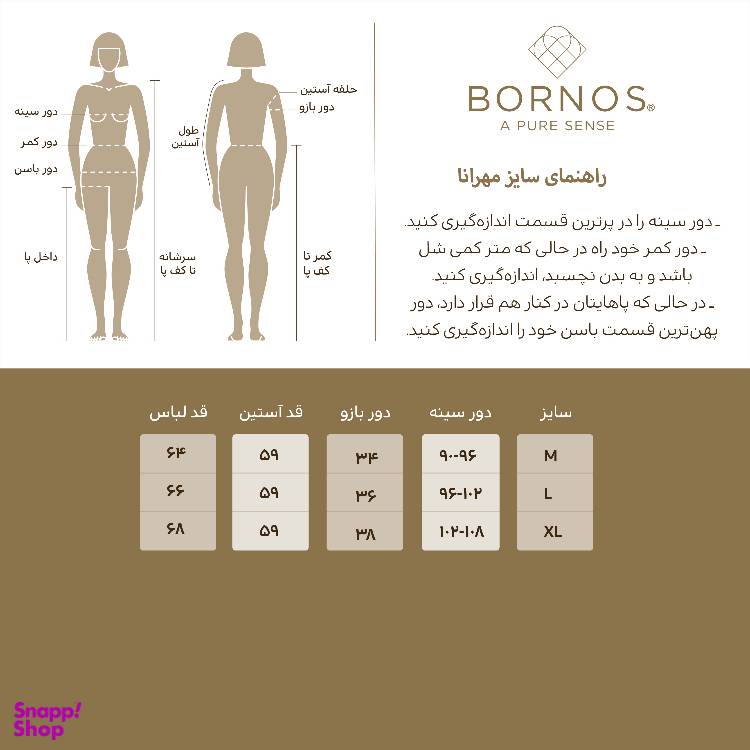 BORNOS®
A PURE SENSE
راهنمای سایز مهرانا
ـ دور سینه را در پرترین قسمت اندازه‌گیری کنید.
ـ دور کمر خود راه در حالی که متر کمی شل
باشد و به بدن نچسبد، اندازه‌گیری کنید.
ـ در حالی که پاهایتان در کنار هم قرار دارد، دور
پهن‌ترین قسمت باسن خود را اندازه‌گیری کنید.
حلقه آستین
دور بازو
طول
آستین
کمر تا
کف پا
دور سینه
دور کمر
دور باسن
سرشانه
تا کف پا
داخل پا
سایز دور سینه دور بازو قد آستین قد لباس
M ۹۰-۹۶ ۳۴ ۵۹ ۶۴
L ۹۶-۱۰۲ ۳۶ ۵۹ ۶۶
XL ۱۰۲-۱۰۸ ۳۸ ۵۹ ۶۸
Snapp!
Shop